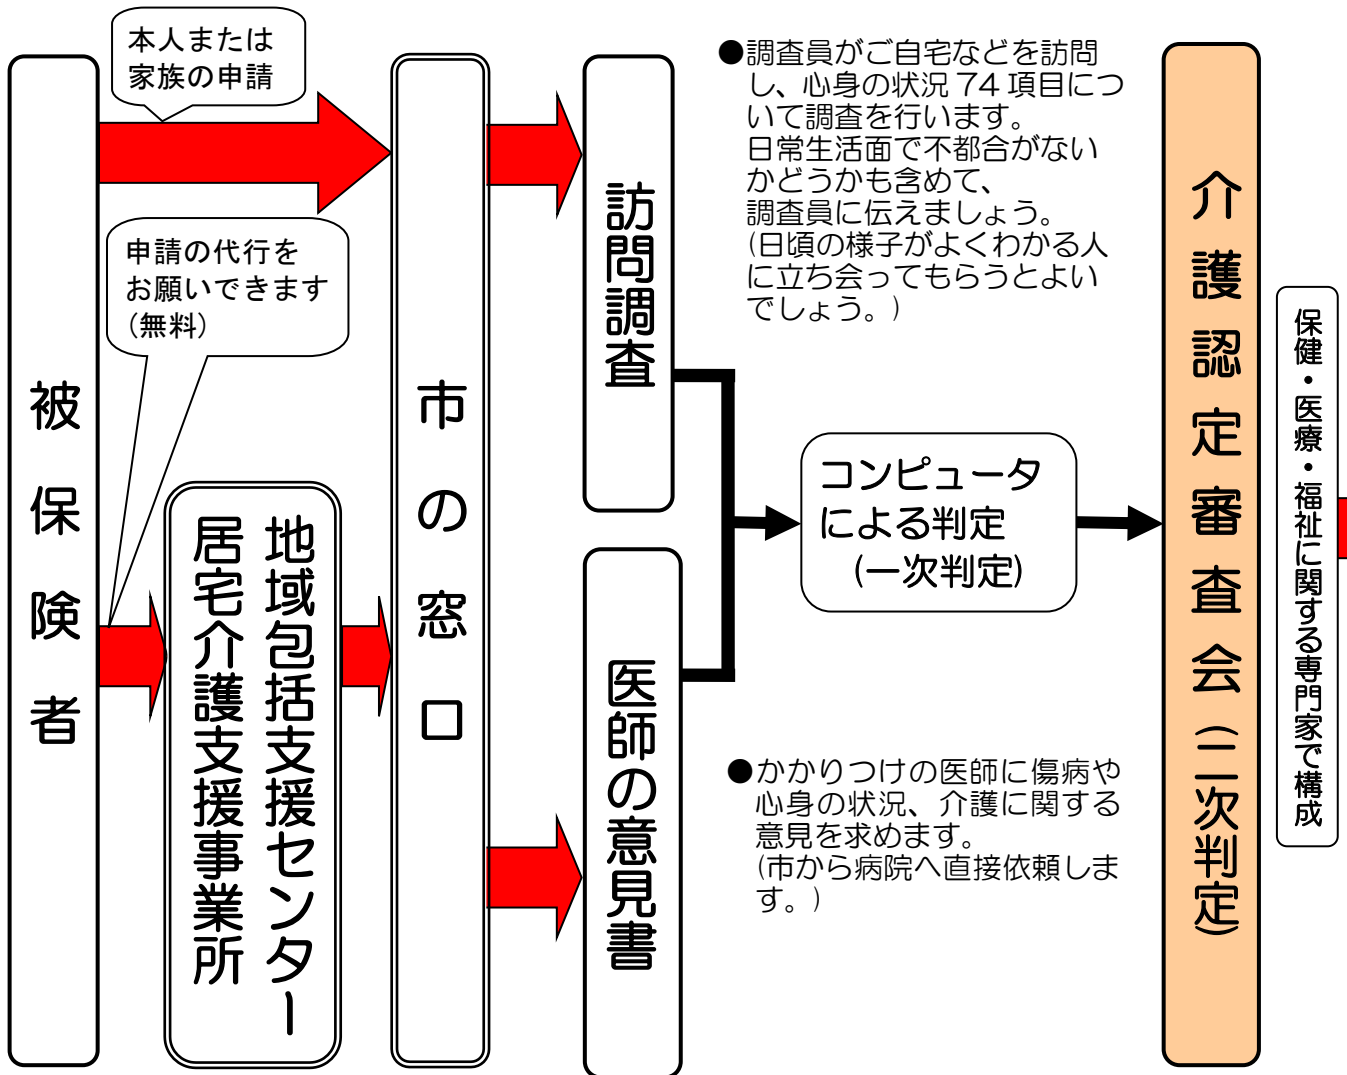 本人または
家族の申請
申請の代行を
お願いできます
(無料)
被保険者
地域包括支援センター
居宅介護支援事業所
市の窓口
訪問調査
●調査員がご自宅などを訪問
し、心身の状況 74 項目につ
いて調査を行います。
日常生活面で不都合がない
かどうかも含めて、
調査員に伝えましょう。
(日頃の様子がよくわかる人
に立ち会ってもらうとよい
でしょう。)
医師の意見書
●かかりつけの医師に傷病や
心身の状況、介護に関する
意見を求めます。
(市から病院へ直接依頼しま
す。)
コンピュータ
による判定
(一次判定)
介護認定審査会(二次判定)
保健・医療・福祉に関する専門家で構成